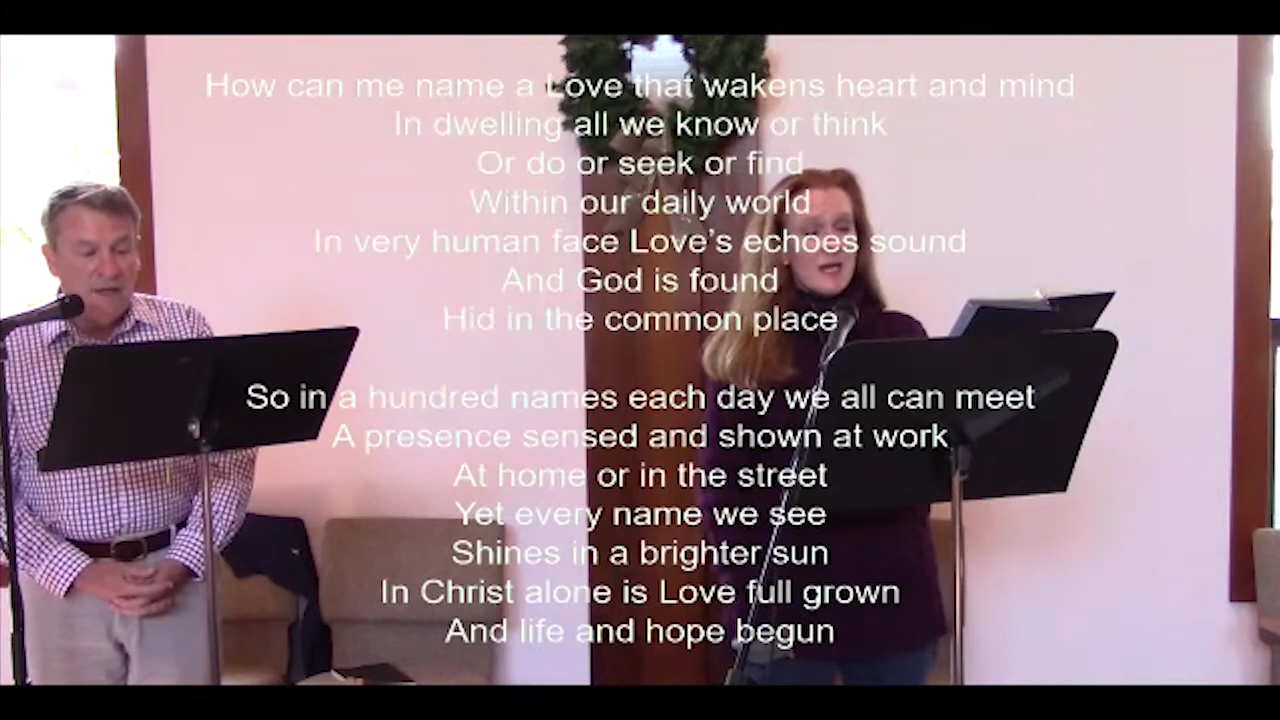 How can me name a Love that wakens heart and mind
In dwelling all we know or think
Or do or seek or find
Within our daily world
In very human face Love's echoes sound
And God is found
Hid in the common place
So in a hundred names each day we all can meet
A presence sensed and shown at work
At home or in the street
Yet every name we see
Shines in a brighter sun
In Christ alone is Love full grown
And life and hope begun